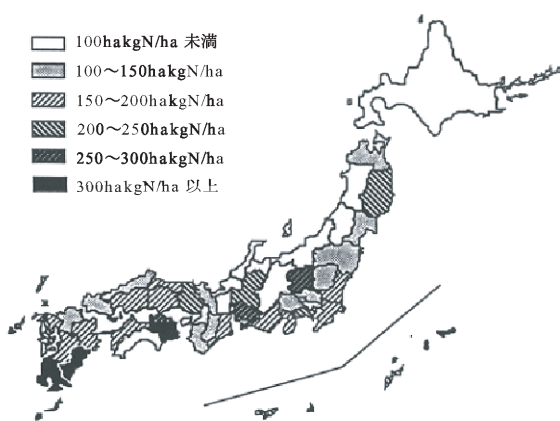 100hakgN/ha 未満
100～150hakgN/ha
150～200hakgN/ha
200～250hakgN/ha
250～300hakgN/ha
300hakgN/ha 以上